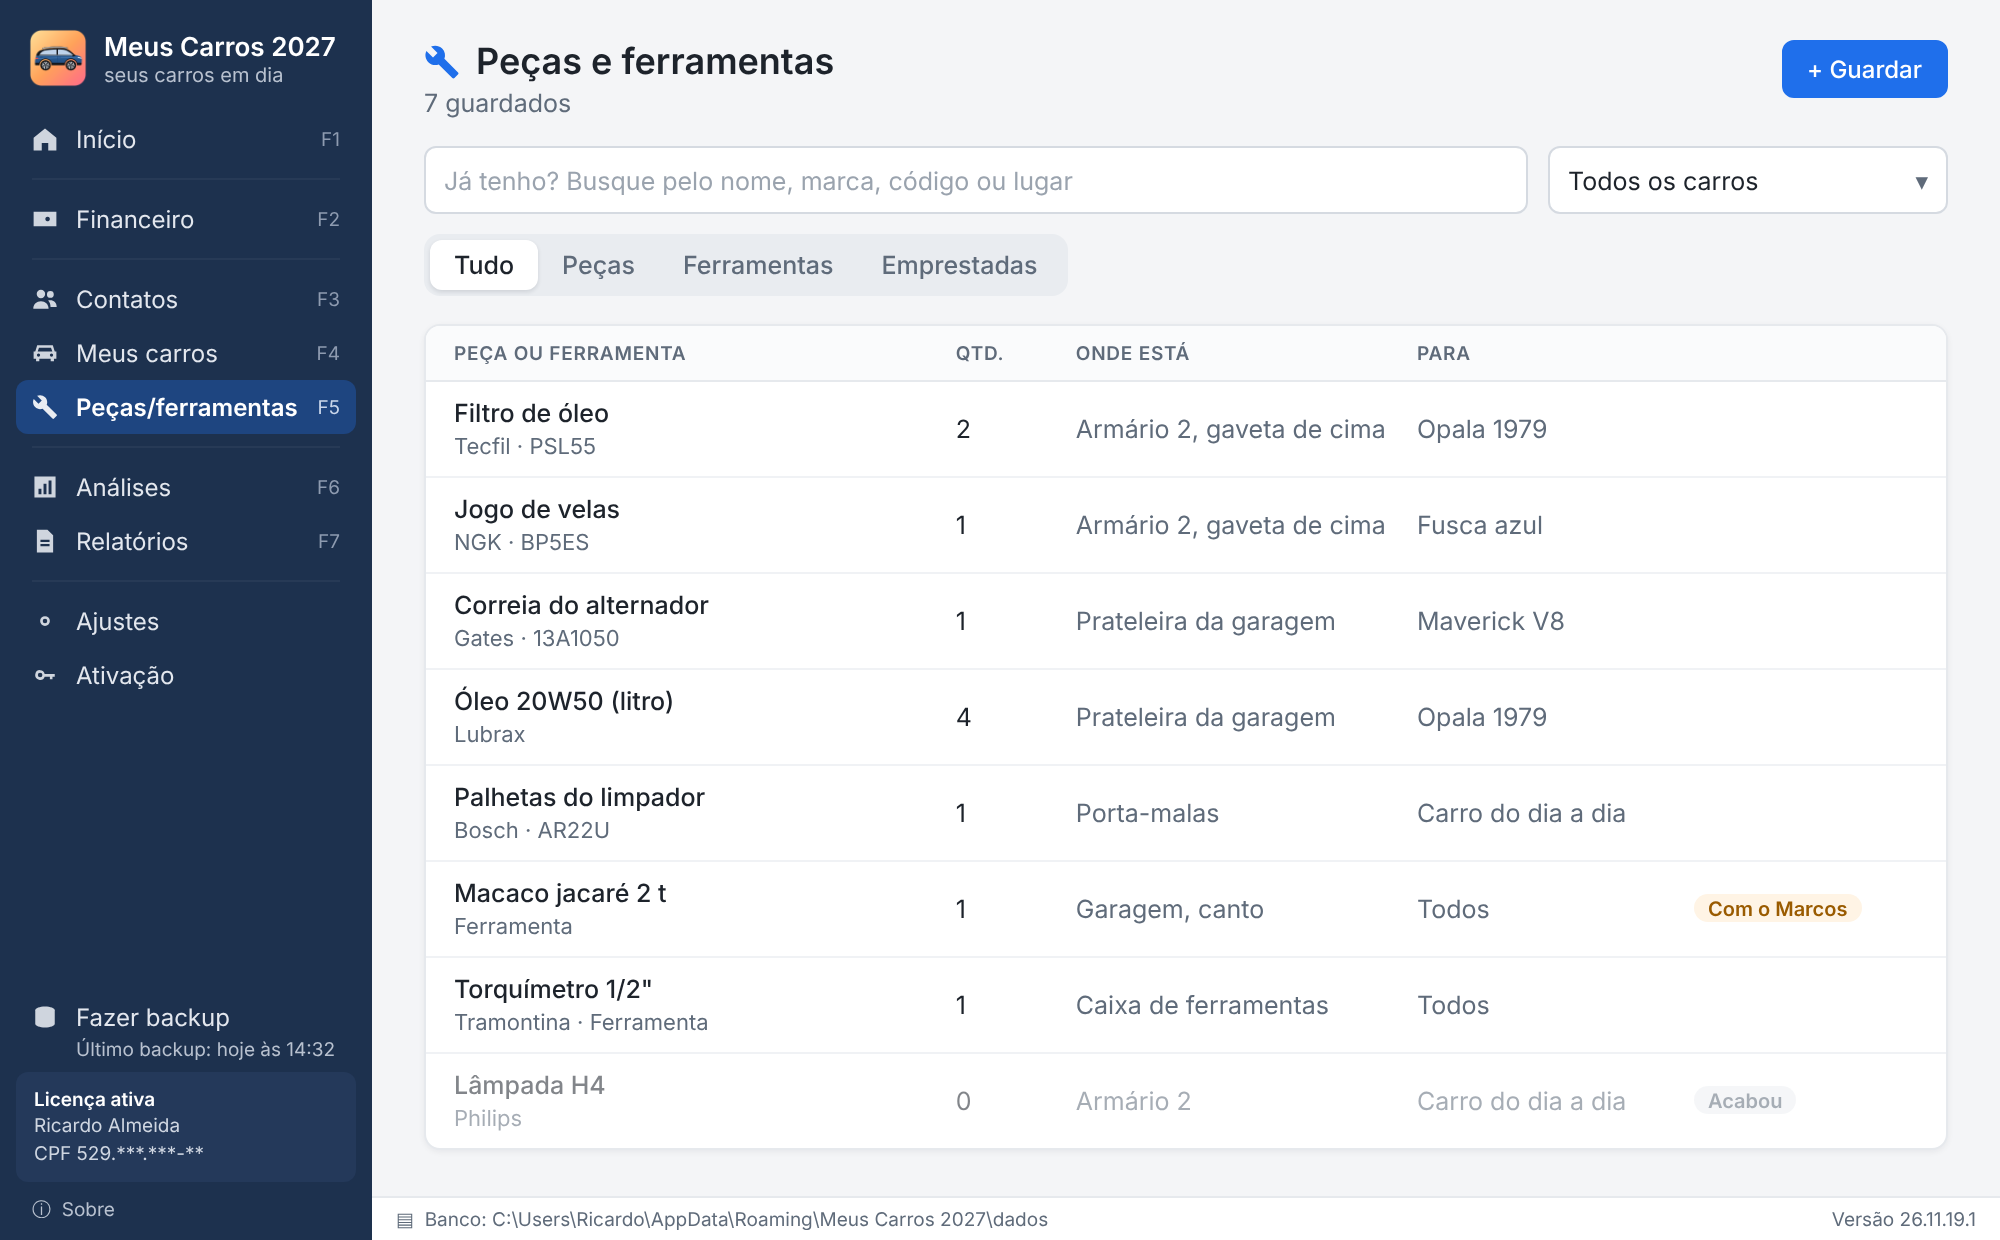 Meus Carros 2027
seus carros em dia
Início F1
Financeiro F2
Contatos F3
Meus carros F4
Peças/ferramentas F5
Análises F6
Relatórios F7
Ajustes
Ativação
Fazer backup
Último backup: hoje às 14:32
Licença ativa
Ricardo Almeida
CPF 529.***.***-**
Sobre
Peças e ferramentas
7 guardados
+ Guardar
Já tenho? Busque pelo nome, marca, código ou lugar
Todos os carros
Tudo Peças Ferramentas Emprestadas
PEÇA OU FERRAMENTA QTD. ONDE ESTÁ PARA
Filtro de óleo
Tecfil · PSL55
2 Armário 2, gaveta de cima Opala 1979
Jogo de velas
NGK · BP5ES
1 Armário 2, gaveta de cima Fusca azul
Correia do alternador
Gates · 13A1050
1 Prateleira da garagem Maverick V8
Óleo 20W50 (litro)
Lubrax
4 Prateleira da garagem Opala 1979
Palhetas do limpador
Bosch · AR22U
1 Porta-malas Carro do dia a dia
Macaco jacaré 2 t
Ferramenta
1 Garagem, canto Todos Com o Marcos
Torquímetro 1/2"
Tramontina · Ferramenta
1 Caixa de ferramentas Todos
Lâmpada H4
Philips
0 Armário 2 Carro do dia a dia Acabou
Banco: C:\Users\Ricardo\AppData\Roaming\Meus Carros 2027\dados
Versão 26.11.19.1